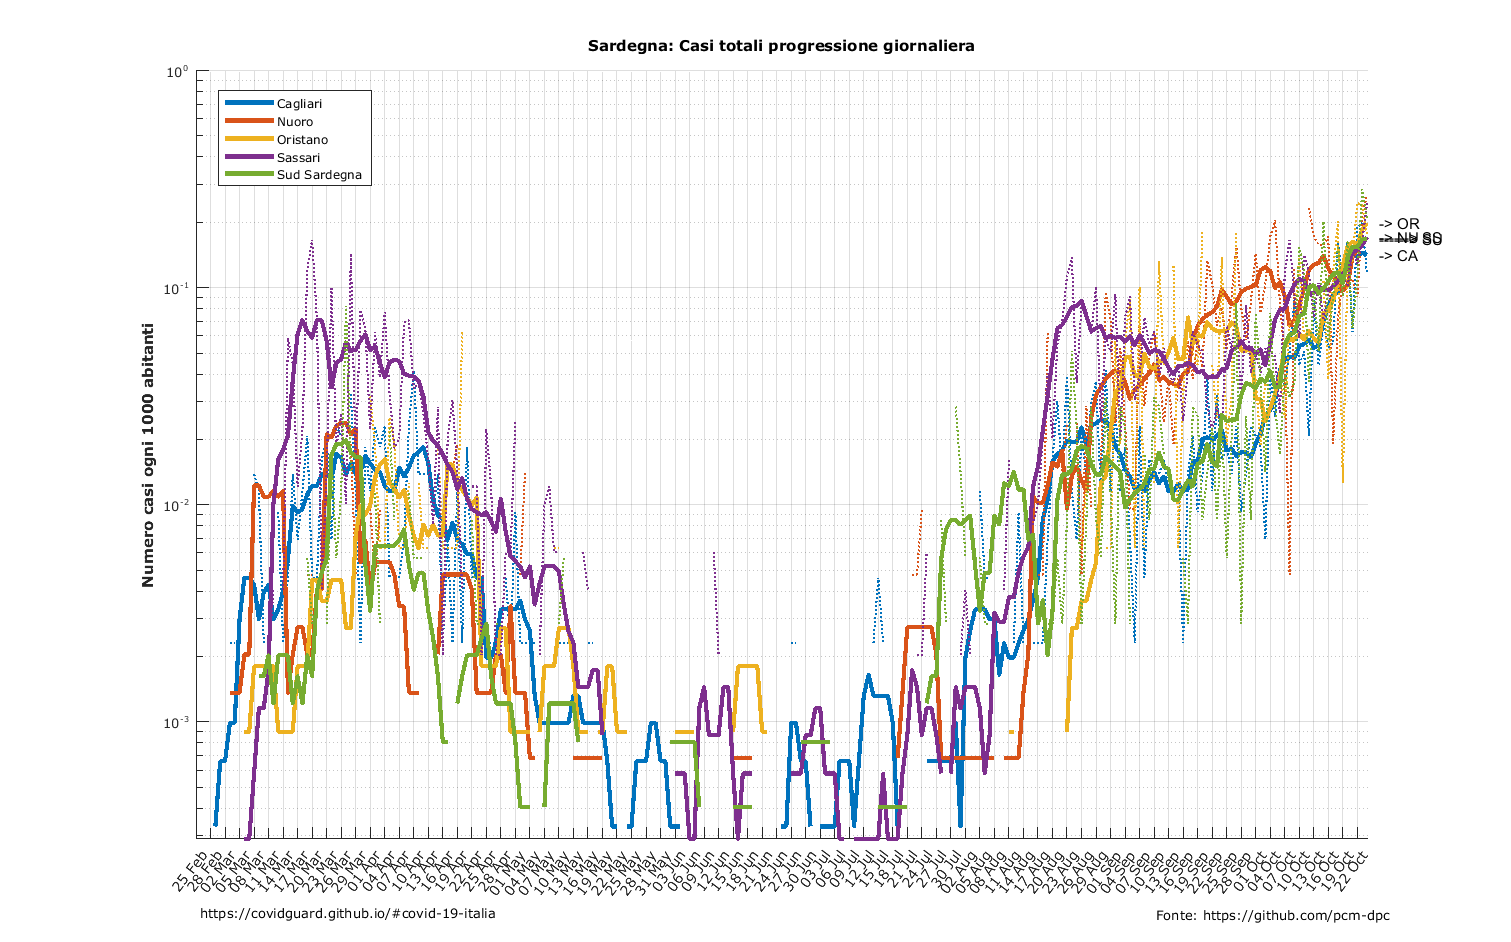 Sardegna: Casi totali progressione giornaliera
10^0
10^-1
10^-2
10^-3
Numero casi ogni 1000 abitanti
Cagliari
Nuoro
Oristano
Sassari
Sud Sardegna
-> OR
-> NU
SS
SU
-> CA
25 Feb
28 Feb
02 Mar
05 Mar
08 Mar
11 Mar
14 Mar
17 Mar
20 Mar
23 Mar
26 Mar
29 Mar
01 Apr
04 Apr
07 Apr
10 Apr
13 Apr
16 Apr
19 Apr
22 Apr
25 Apr
28 Apr
01 May
04 May
07 May
10 May
13 May
16 May
19 May
22 May
25 May
28 May
31 May
03 Jun
06 Jun
09 Jun
12 Jun
15 Jun
18 Jun
21 Jun
24 Jun
27 Jun
30 Jun
03 Jul
06 Jul
09 Jul
12 Jul
15 Jul
18 Jul
21 Jul
24 Jul
27 Jul
30 Jul
02 Aug
05 Aug
08 Aug
11 Aug
14 Aug
17 Aug
20 Aug
23 Aug
26 Aug
29 Aug
01 Sep
04 Sep
07 Sep
10 Sep
13 Sep
16 Sep
19 Sep
22 Sep
25 Sep
28 Sep
01 Oct
04 Oct
07 Oct
10 Oct
13 Oct
16 Oct
19 Oct
22 Oct
https://covidguard.github.io/#covid-19-italia
Fonte: https://github.com/pcm-dpc